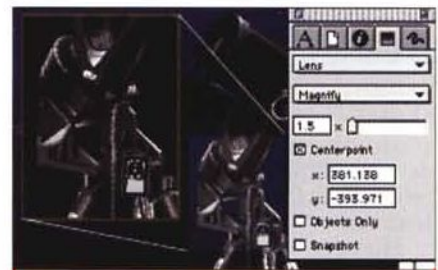 Lens
Magnify
1.5 x
Centerpoint
x: 381.138
y: -393.971
Objects Only
Snapshot